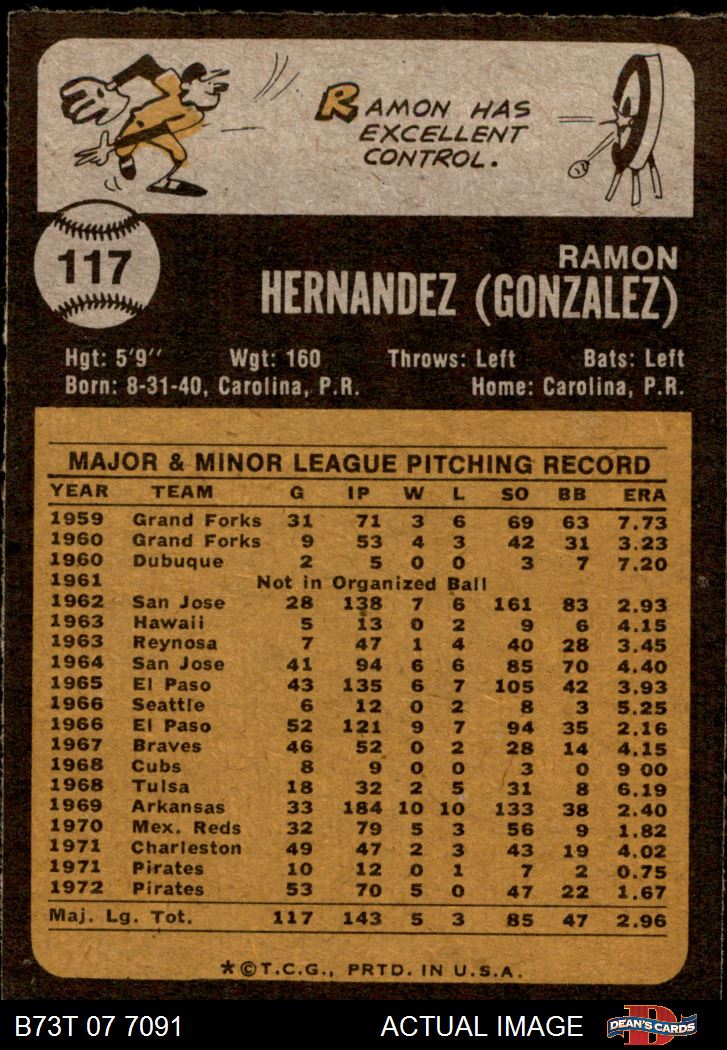 RAMON HAS
EXCELLENT
CONTROL.
117
RAMON
HERNANDEZ (GONZALEZ)
Hgt: 5'9" Wgt: 160 Throws: Left Bats: Left
Born: 8-31-40, Carolina, P.R. Home: Carolina, P.R.
MAJOR & MINOR LEAGUE PITCHING RECORD
YEAR TEAM G IP W L SO BB ERA
1959 Grand Forks 31 71 3 6 69 63 7.73
1960 Grand Forks 9 53 4 3 42 31 3.23
1960 Dubuque 2 5 0 0 3 7 7.20
1961 Not in Organized Ball
1962 San Jose 28 138 7 6 161 83 2.93
1963 Hawaii 5 13 0 2 9 6 4.15
1963 Reynosa 7 47 1 4 40 28 3.45
1964 San Jose 41 94 6 6 85 70 4.40
1965 El Paso 43 135 6 7 105 42 3.93
1966 Seattle 6 12 0 2 8 3 5.25
1966 El Paso 52 121 9 7 94 35 2.16
1967 Braves 46 52 0 2 28 14 4.15
1968 Cubs 8 9 0 0 3 0 9 00
1968 Tulsa 18 32 2 5 31 8 6.19
1969 Arkansas 33 184 10 10 133 38 2.40
1970 Mex. Reds 32 79 5 3 56 9 1.82
1971 Charleston 49 47 2 3 43 19 4.02
1971 Pirates 10 12 0 1 7 2 0.75
1972 Pirates 53 70 5 0 47 22 1.67
Maj. Lg. Tot. 117 143 5 3 85 47 2.96
*©T.C.G., PRTD. IN U.S.A.
B73T 07 7091 ACTUAL IMAGE D DEAN'S CARDS